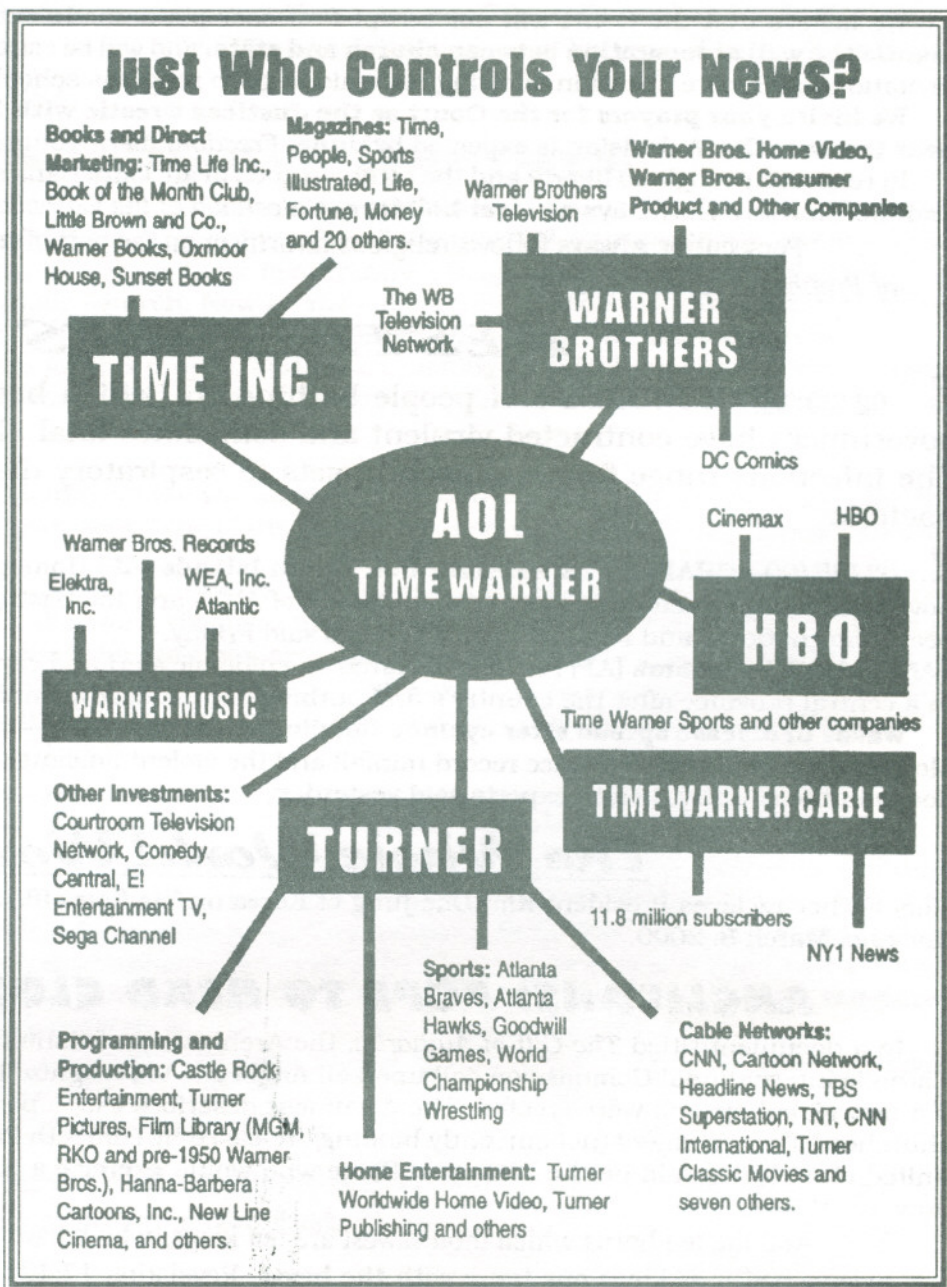 Just Who Controls Your News?
Books and Direct
Marketing: Time Life Inc.,
Book of the Month Club,
Little Brown and Co.,
Warner Books, Oxmoor
House, Sunset Books
Magazines: Time,
People, Sports
Illustrated, Life,
Fortune, Money
and 20 others.
Warner Brothers
Television
Warner Bros. Home Video,
Warner Bros. Consumer
Product and Other Companies
The WB
Television
Network
TIME INC.
WARNER
BROTHERS
DC Comics
AOL
TIME WARNER
Cinemax
HBO
HBO
Time Warner Sports and other companies
Warner Bros. Records
Elektra,
Inc.
WEA, Inc.
Atlantic
WARNER MUSIC
TIME WARNER CABLE
11.8 million subscribers
NY1 News
Other Investments:
Courtroom Television
Network, Comedy
Central, E!
Entertainment TV,
Sega Channel
TURNER
Programming and
Production: Castle Rock
Entertainment, Turner
Pictures, Film Library (MGM,
RKO and pre-1950 Warner
Bros.), Hanna-Barbera
Cartoons, Inc., New Line
Cinema, and others.
Sports: Atlanta
Braves, Atlanta
Hawks, Goodwill
Games, World
Championship
Wrestling
Home Entertainment: Turner
Worldwide Home Video, Turner
Publishing and others
Cable Networks:
CNN, Cartoon Network,
Headline News, TBS
Superstation, TNT, CNN
International, Turner
Classic Movies and
seven others.